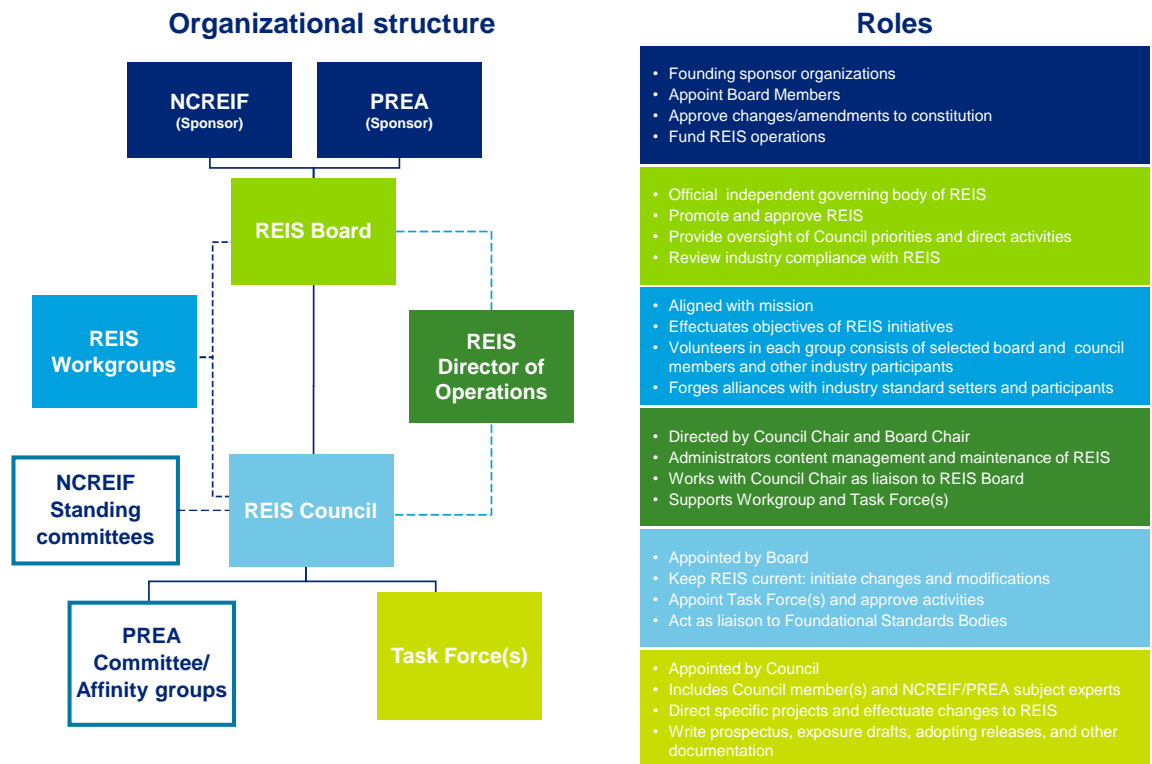 Organizational structure
NCREIF
(Sponsor)
PREA
(Sponsor)
REIS Board
REIS
Workgroups
REIS
Director of
Operations
NCREIF
Standing
committees
REIS Council
PREA
Committee/
Affinity groups
Task Force(s)
Roles
• Founding sponsor organizations
• Appoint Board Members
• Approve changes/amendments to constitution
• Fund REIS operations
• Official independent governing body of REIS
• Promote and approve REIS
• Provide oversight of Council priorities and direct activities
• Review industry compliance with REIS
• Aligned with mission
• Effectuates objectives of REIS initiatives
• Volunteers in each group consists of selected board and council
members and other industry participants
• Forges alliances with industry standard setters and participants
• Directed by Council Chair and Board Chair
• Administrators content management and maintenance of REIS
• Works with Council Chair as liaison to REIS Board
• Supports Workgroup and Task Force(s)
• Appointed by Board
• Keep REIS current: initiate changes and modifications
• Appoint Task Force(s) and approve activities
• Act as liaison to Foundational Standards Bodies
• Appointed by Council
• Includes Council member(s) and NCREIF/PREA subject experts
• Direct specific projects and effectuate changes to REIS
• Write prospectus, exposure drafts, adopting releases, and other
documentation